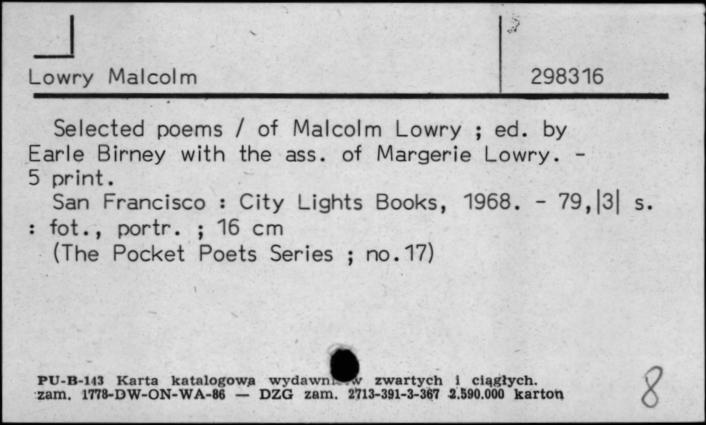 Lowry Malcolm 298316
Selected poems / of Malcolm Lowry ; ed. by
Earle Birney with the ass. of Margerie Lowry. -
5 print.
San Francisco : City Lights Books, 1968. - 79,|3| s.
: fot., portr. ; 16 cm
(The Pocket Poets Series ; no.17)
PU-B-143 Karta katalogowa zwartych i ciągłych.
zam. 1778-DW-ON-WA-86 — DZG zam. 2713-391-3-367 2.590.000 karton
8